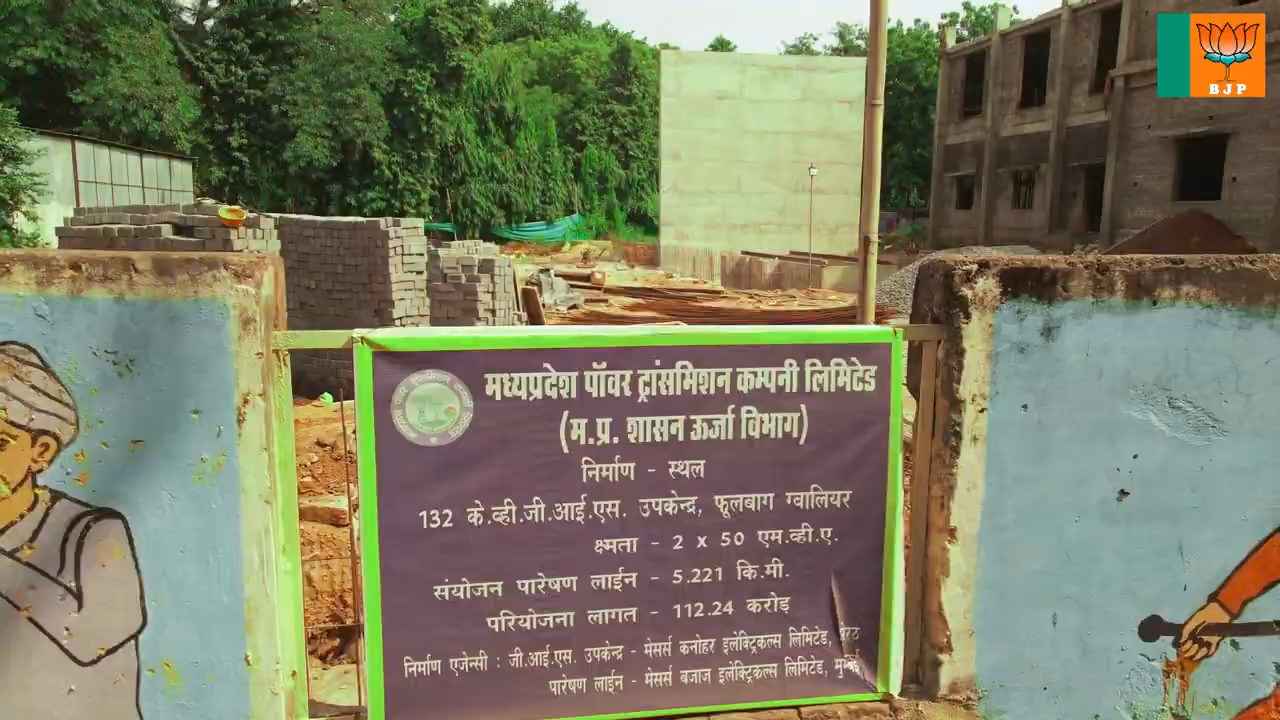 BJP
मध्यप्रदेश पॉवर ट्रांसमिशन कम्पनी लिमिटेड
(म.प्र. शासन ऊर्जा विभाग)
निर्माण - स्थल
132 के.व्ही.जी.आई.एस. उपकेन्द्र, फूलबाग ग्वालियर
क्षमता - 2 x 50 एम.व्ही.ए.
संयोजन पारेषण लाईन - 5.221 कि.मी.
परियोजना लागत - 112.24 करोड़
निर्माण एजेन्सी : जी.आई.एस. उपकेन्द्र - मेसर्स कनोहर इलेक्ट्रिकल्स लिमिटेड, मेरठ
पारेषण लाईन - मेसर्स बजाज इलेक्ट्रिकल्स लिमिटेड, मुम्बई